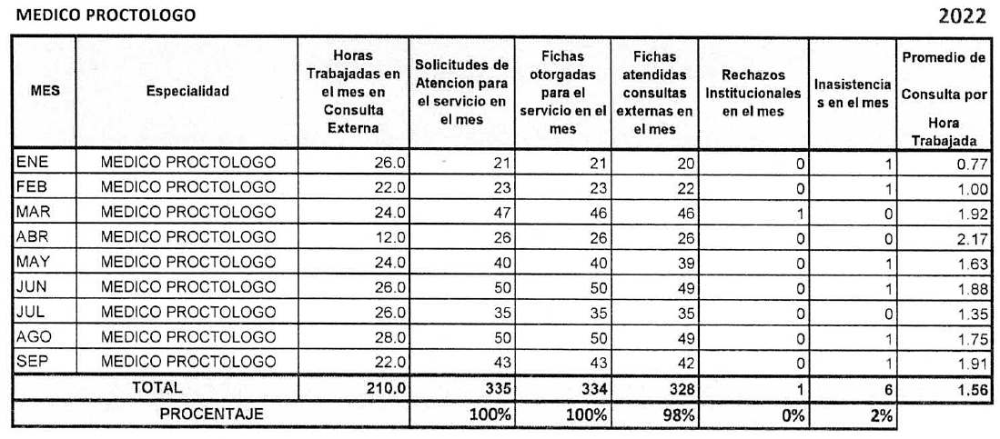 MEDICO PROCTOLOGO 2022
MES Especialidad Horas Trabajadas en el mes en Consulta Externa Solicitudes de Atencion para el servicio en el mes Fichas otorgadas para el servicio en el mes Fichas atendidas consultas externas en el mes Rechazos Institucionales en el mes Inasistencia s en el mes Promedio de Consulta por Hora Trabajada
ENE MEDICO PROCTOLOGO 26.0 21 21 20 0 1 0.77
FEB MEDICO PROCTOLOGO 22.0 23 23 22 0 1 1.00
MAR MEDICO PROCTOLOGO 24.0 47 46 46 1 0 1.92
ABR MEDICO PROCTOLOGO 12.0 26 26 26 0 0 2.17
MAY MEDICO PROCTOLOGO 24.0 40 40 39 0 1 1.63
JUN MEDICO PROCTOLOGO 26.0 50 50 49 0 1 1.88
JUL MEDICO PROCTOLOGO 26.0 35 35 35 0 0 1.35
AGO MEDICO PROCTOLOGO 28.0 50 50 49 0 1 1.75
SEP MEDICO PROCTOLOGO 22.0 43 43 42 0 1 1.91
TOTAL 210.0 335 334 328 1 6 1.56
PROCENTAJE 100% 100% 98% 0% 2%